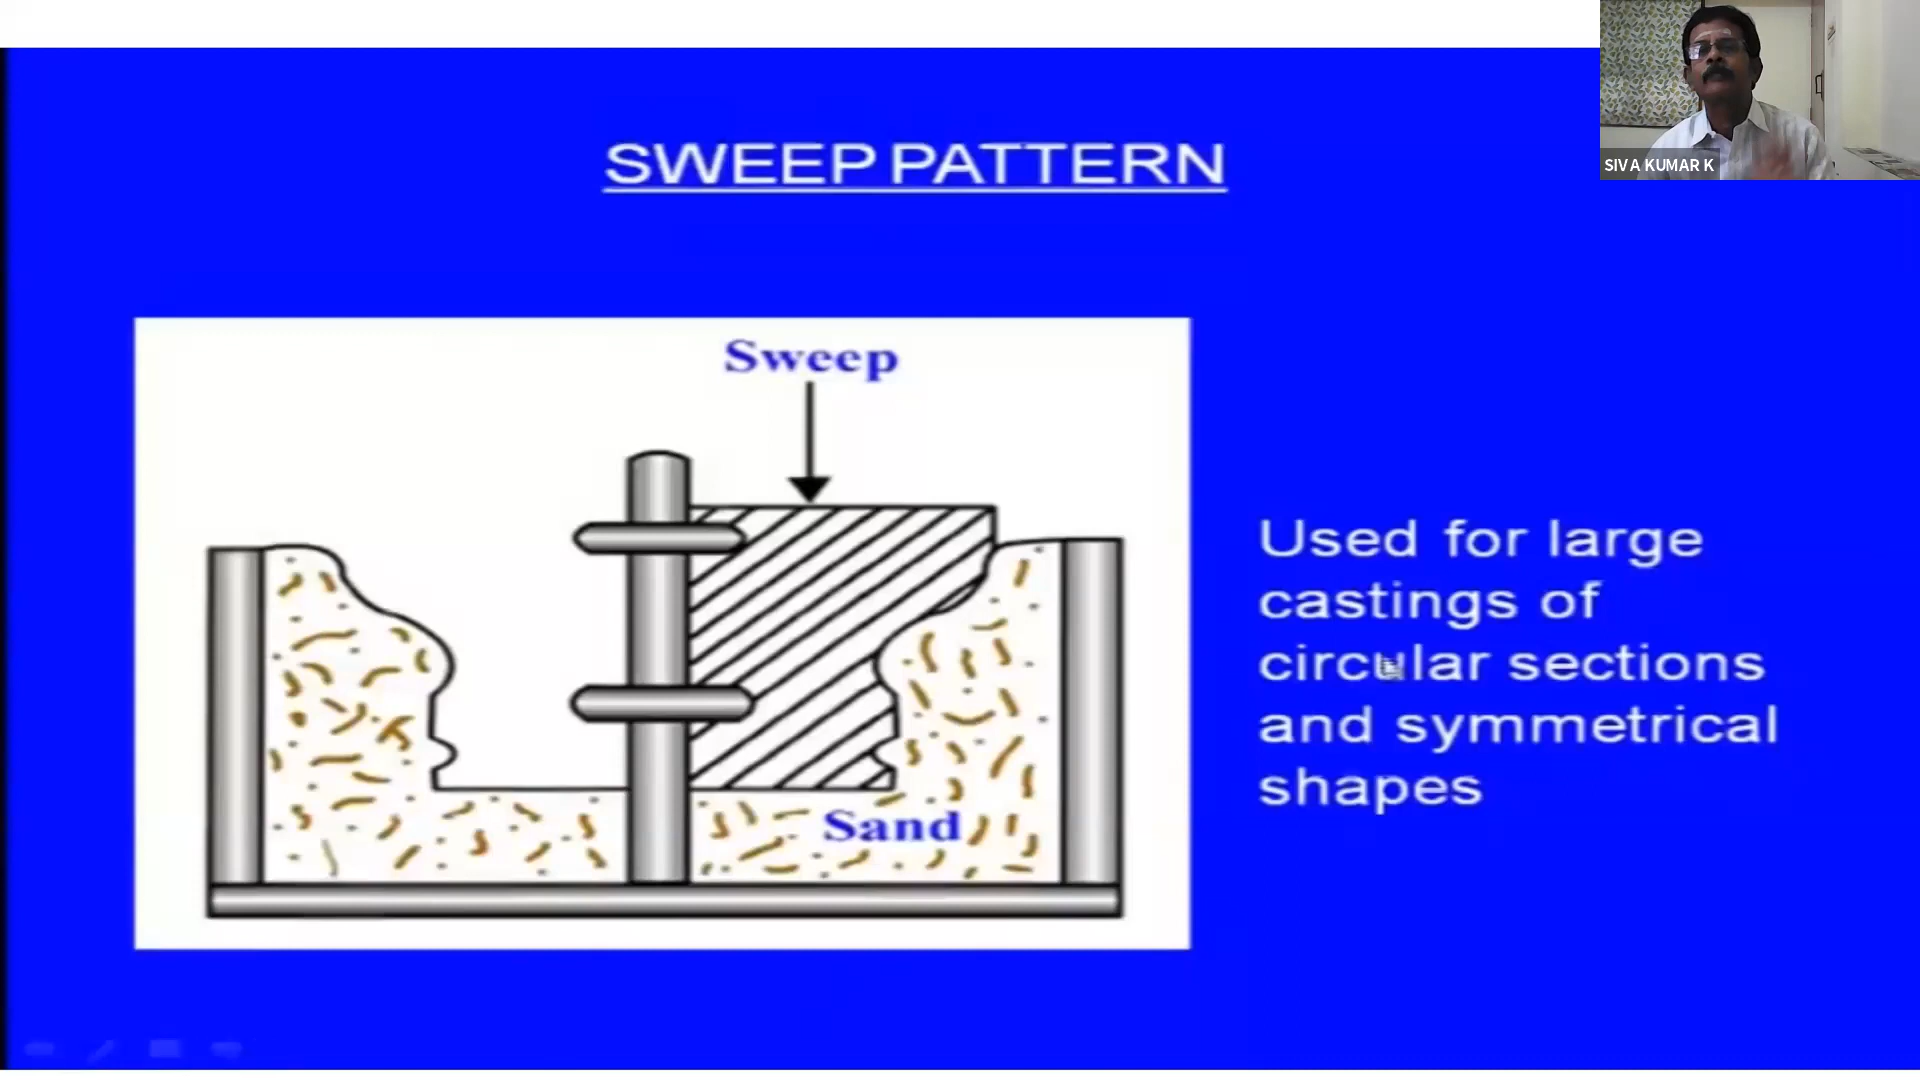 SIVA KUMAR K
SWEEP PATTERN
Sweep
Sand
Used for large
castings of
circular sections
and symmetrical
shapes